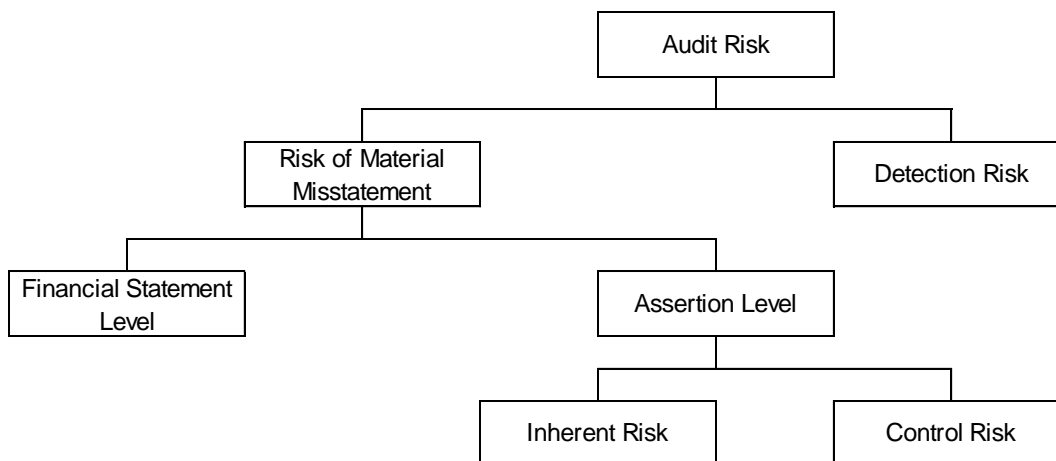 Audit Risk
Risk of Material
Misstatement
Detection Risk
Financial Statement
Level
Assertion Level
Inherent Risk
Control Risk